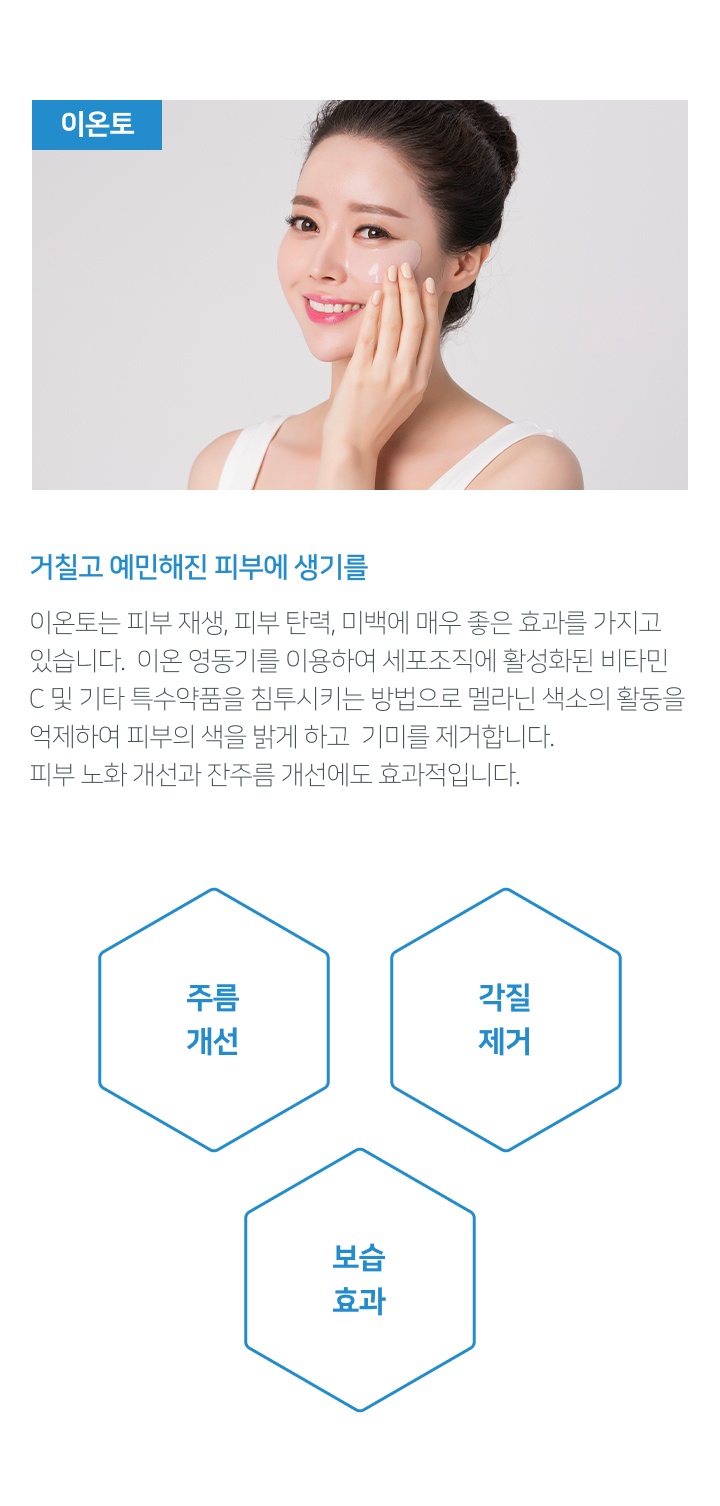 이온토
거칠고 예민해진 피부에 생기를
이온토는 피부 재생, 피부 탄력, 미백에 매우 좋은 효과를 가지고
있습니다. 이온 영동기를 이용하여 세포조직에 활성화된 비타민
C 및 기타 특수약품을 침투시키는 방법으로 멜라닌 색소의 활동을
억제하여 피부의 색을 밝게 하고 기미를 제거합니다.
피부 노화 개선과 잔주름 개선에도 효과적입니다.
주름
개선
각질
제거
보습
효과